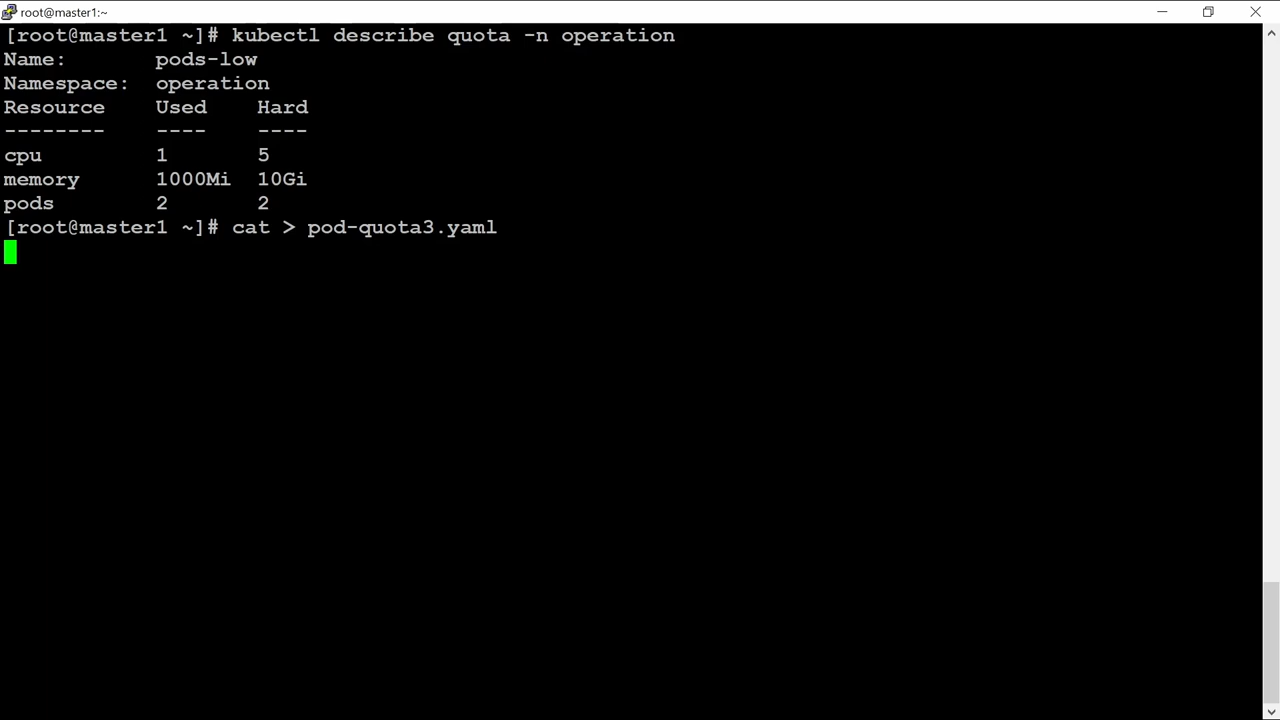 root@master1:~
[root@master1 ~]# kubectl describe quota -n operation
Name:       pods-low
Namespace:  operation
Resource    Used    Hard
--------    ----    ----
cpu         1       5
memory      1000Mi  10Gi
pods        2       2
[root@master1 ~]# cat > pod-quota3.yaml